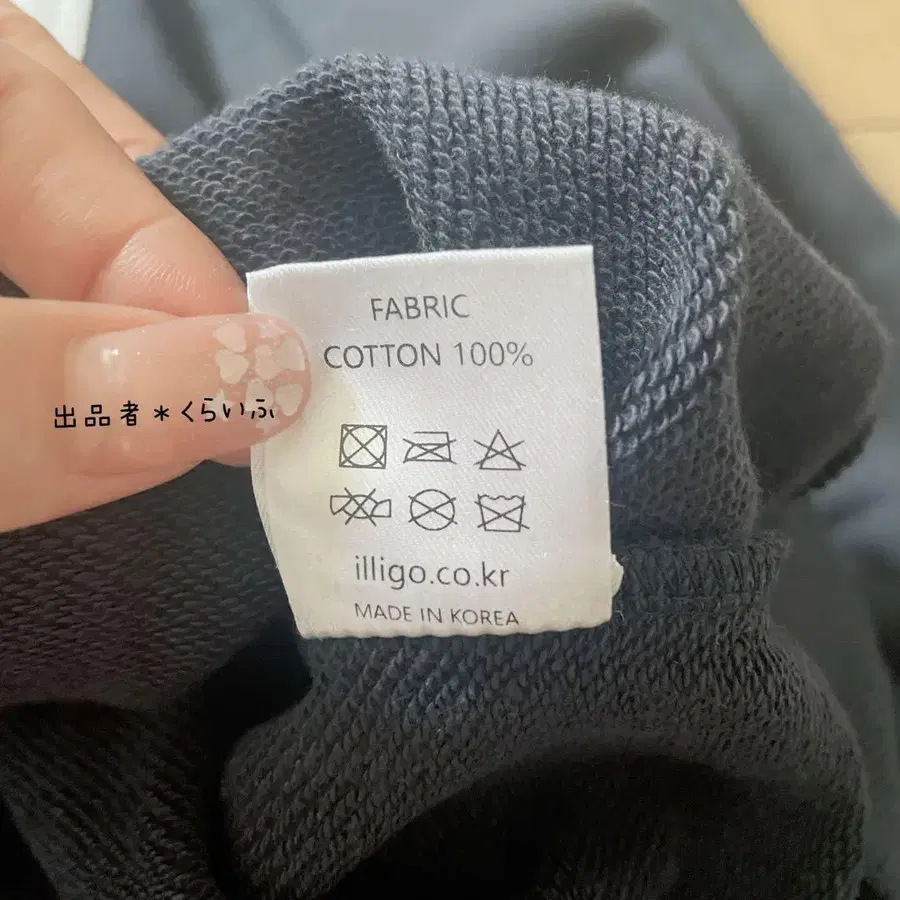 FABRIC
COTTON 100%
出品者*くらいふ
illigo.co.kr
MADE IN KOREA